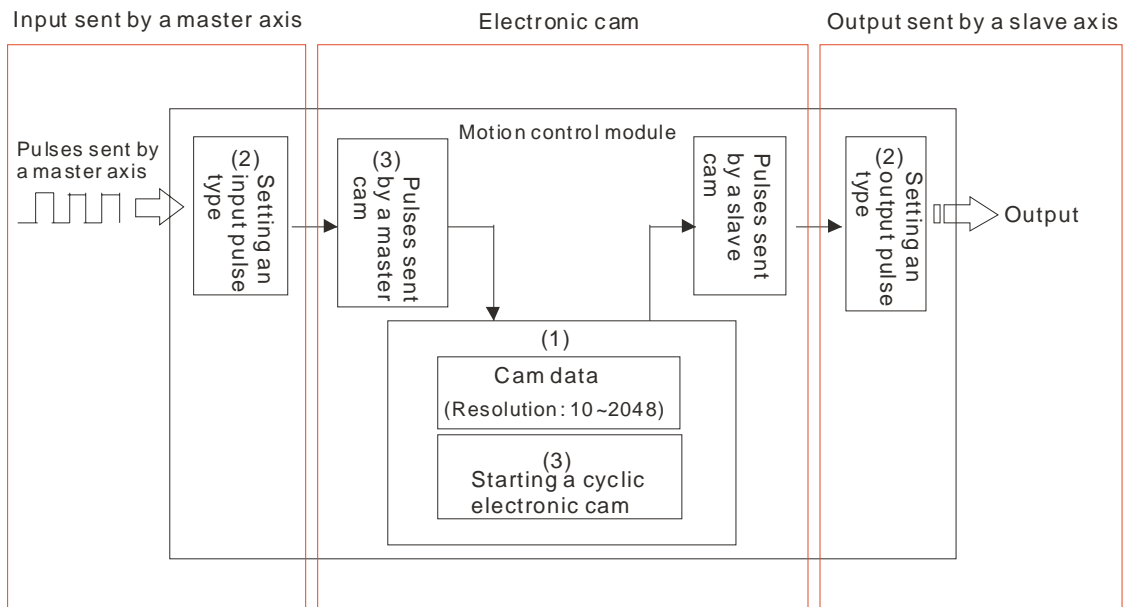 Input sent by a master axis
Electronic cam
Output sent by a slave axis
Motion control module
Pulses sent by
a master axis
(2)
Setting an
input pulse
type
(3)
Pulses sent
by a master
cam
Pulses sent
by a slave
cam
(2)
Setting an
output pulse
type
Output
(1)
Cam data
(Resolution: 10~2048)
(3)
Starting a cyclic
electronic cam